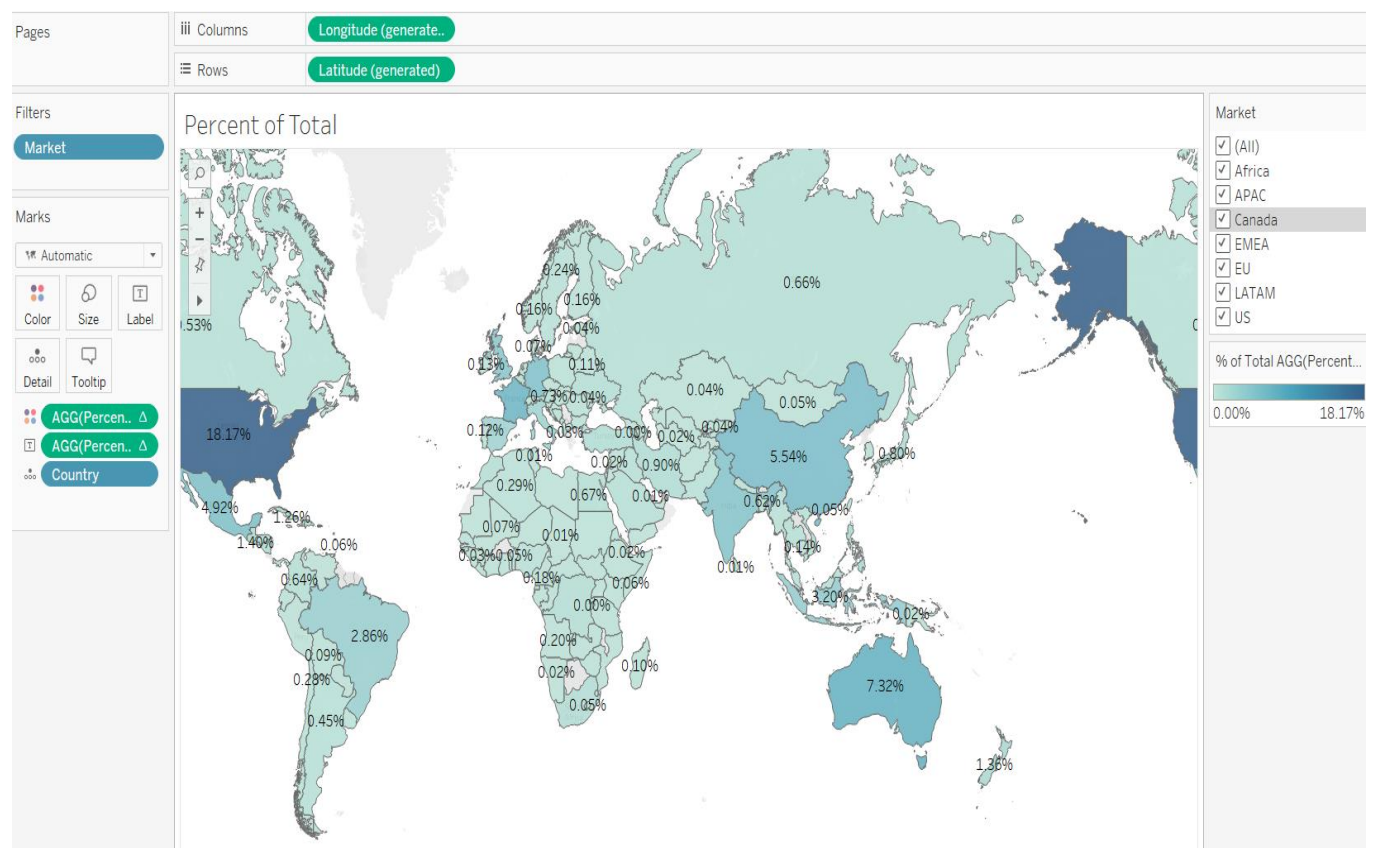 Pages
Columns
Longitude (generate..
Rows
Latitude (generated)
Filters
Market
Marks
Automatic
Color
Size
Label
Detail
Tooltip
AGG(Percen.. Δ
AGG(Percen.. Δ
Country
Percent of Total
0.24%
0.66%
0.16%
0.16%
.53%
0.04%
0.07%
0.13%
0.11%
0.04%
0.73%
0.04%
0.05%
18.17%
0.12%
0.03%
0.00%
0.02%
0.04%
0.01%
0.02%
0.90%
5.54%
0.80%
0.29%
0.67%
0.01%
4.92%
1.26%
0.62%
0.05%
0.07%
0.01%
1.40%
0.06%
0.03%
0.05%
0.02%
0.14%
0.01%
0.64%
0.18%
0.06%
3.20%
0.00%
0.02%
2.86%
0.20%
0.09%
0.02%
0.10%
0.28%
7.32%
0.05%
0.45%
1.36%
Market
(All)
Africa
APAC
Canada
EMEA
EU
LATAM
US
% of Total AGG(Percent...
0.00%
18.17%